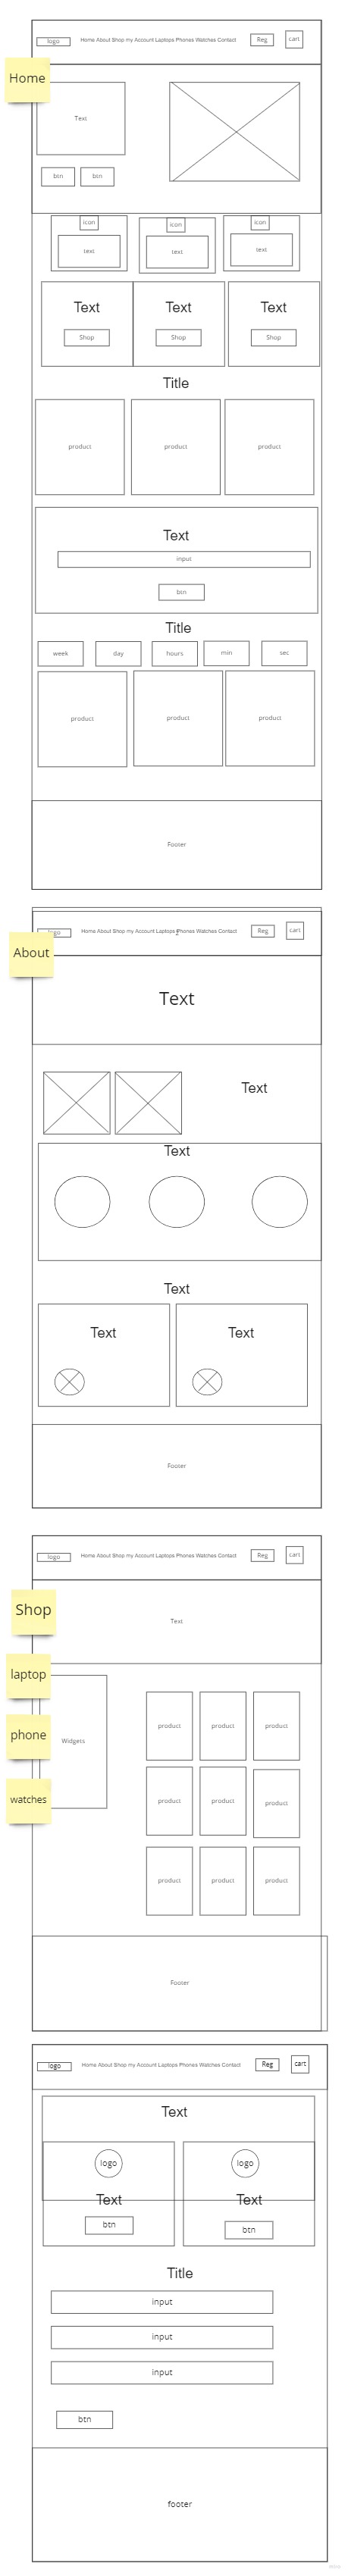 logo Home About Shop my Account Laptops Phones Watches Contact Reg cart
Home
Text
btn btn
icon icon icon
text text text
Text Text Text
Shop Shop Shop
Title
product product product
Text
input
btn
Title
week day hours min sec
product product product
Footer
logo Home About Shop my Account Laptops Phones Watches Contact Reg cart
About
Text
Text
Text
Text
Text Text
Footer
logo Home About Shop my Account Laptops Phones Watches Contact Reg cart
Shop
Text
laptop
phone
Widgets
watches
product product product
product product product
product product product
Footer
logo Home About Shop my Account Laptops Phones Watches Contact Reg cart
Text
logo logo
Text Text
btn btn
Title
input
input
input
btn
footer